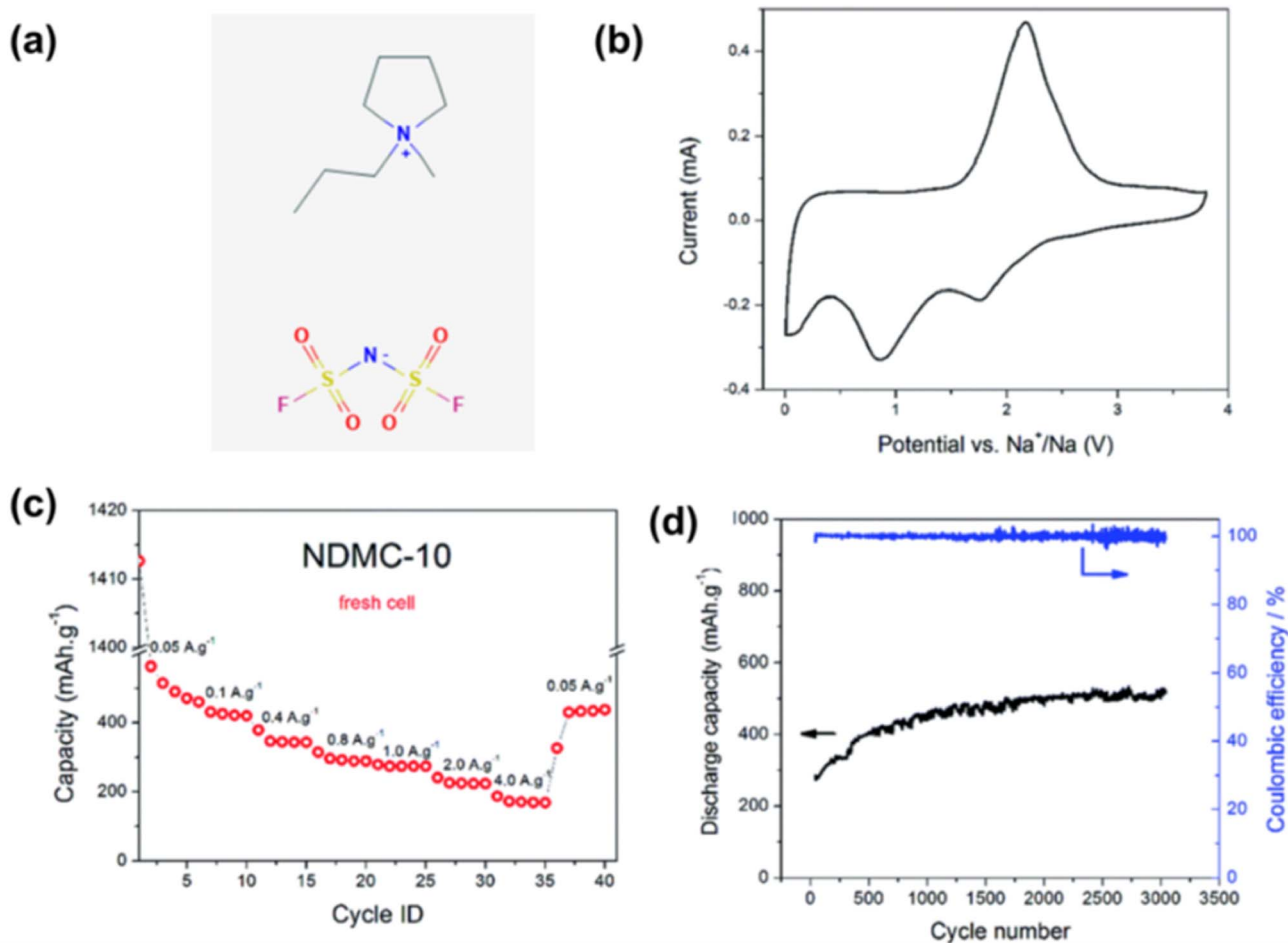 (a)
N
+
O
N
-
O
S
S
F
O
O
F
(b)
0.4
0.2
0.0
-0.2
-0.4
Current (mA)
0
1
2
3
4
Potential vs. Na⁺/Na (V)
(c)
1420
1410
1400
400
200
0
Capacity (mAh.g⁻¹)
NDMC-10
fresh cell
0.05 A.g⁻¹
0.1 A.g⁻¹
0.4 A.g⁻¹
0.8 A.g⁻¹
1.0 A.g⁻¹
2.0 A.g⁻¹
4.0 A.g⁻¹
0.05 A.g⁻¹
5
10
15
20
25
30
35
40
Cycle ID
(d)
1000
800
600
400
200
0
Discharge capacity (mAh.g⁻¹)
100
80
60
40
20
0
Coulombic efficiency / %
0
500
1000
1500
2000
2500
3000
3500
Cycle number